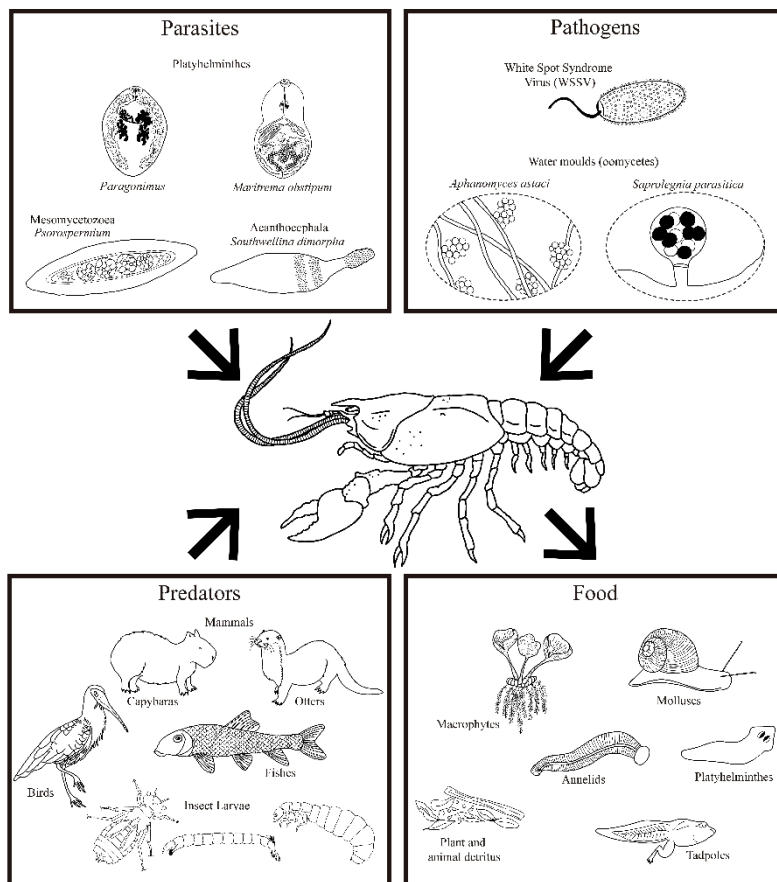 Parasites
Platyhelminthes
Paragonimus
Maritrema obstipum
Mesomycetozoea
Psorospermium
Acanthocephala
Southwellina dimorpha
Pathogens
White Spot Syndrome
Virus (WSSV)
Water moulds (oomycetes)
Aphanomyces astaci
Saprolegnia parasitica
Predators
Mammals
Capybaras
Otters
Birds
Fishes
Insect Larvae
Food
Macrophytes
Molluscs
Annelids
Platyhelminthes
Plant and
animal detritus
Tadpoles